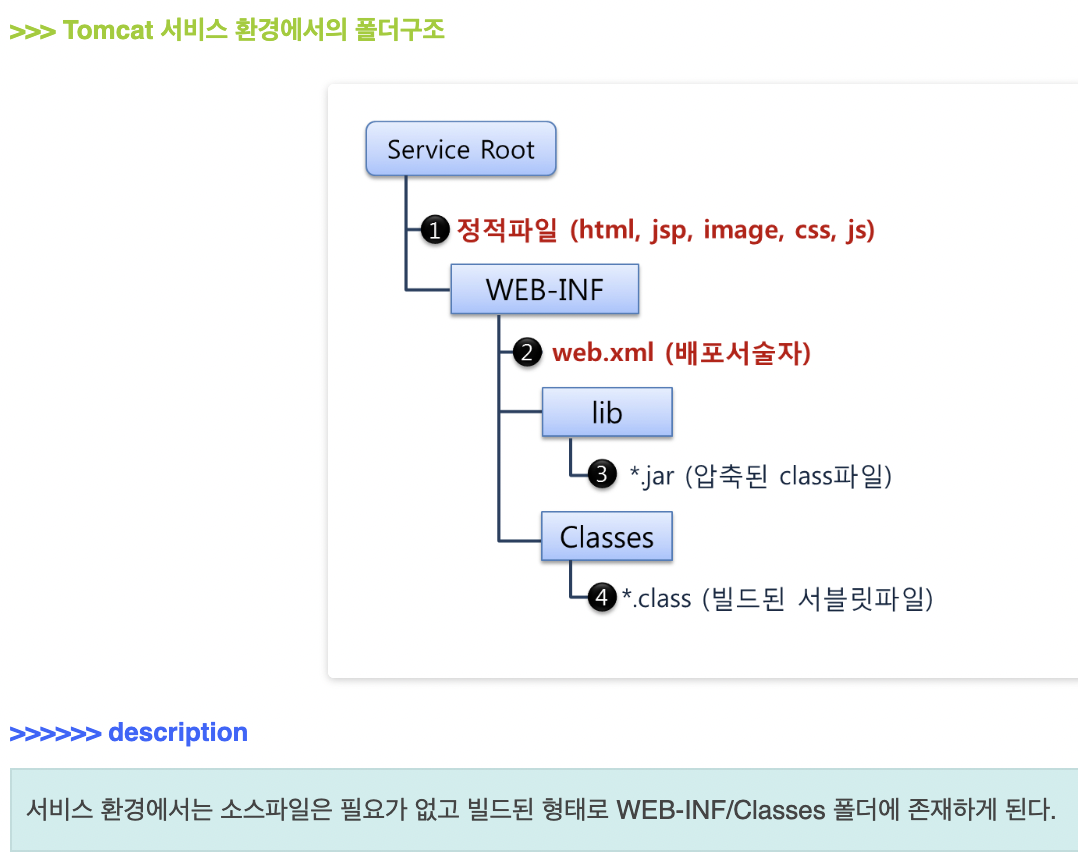 >>> Tomcat 서비스 환경에서의 폴더구조
Service Root
1 정적파일 (html, jsp, image, css, js)
WEB-INF
2 web.xml (배포서술자)
lib
3 *.jar (압축된 class파일)
Classes
4 *.class (빌드된 서블릿파일)
>>>>>> description
서비스 환경에서는 소스파일은 필요가 없고 빌드된 형태로 WEB-INF/Classes 폴더에 존재하게 된다.